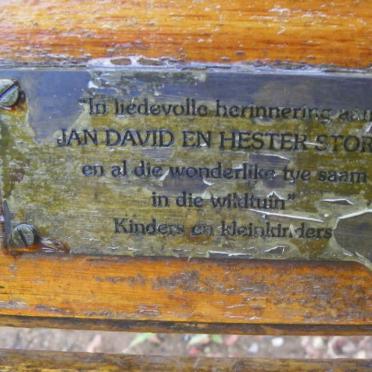 "In liedevolle herinnering aan
JAN DAVID EN HESTER STOR
en al die wonderlike tye saam
in die wildtuin"
Kinders en kleinkinders